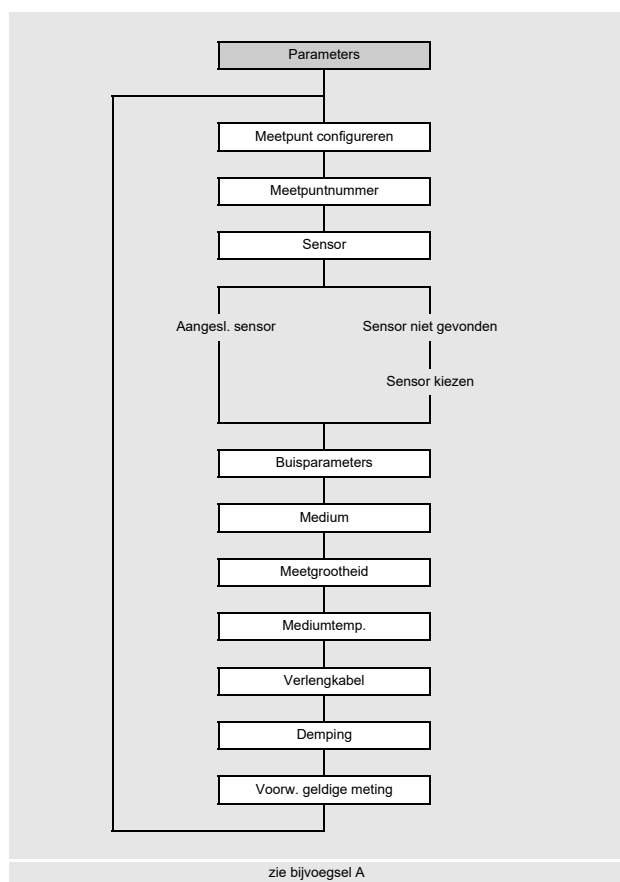 Parameters
Meetpunt configureren
Meetpuntnummer
Sensor
Aangesl. sensor
Sensor niet gevonden
Sensor kiezen
Buisparameters
Medium
Meetgrootheid
Mediumtemp.
Verlengkabel
Demping
Voorw. geldige meting
zie bijvoegsel A